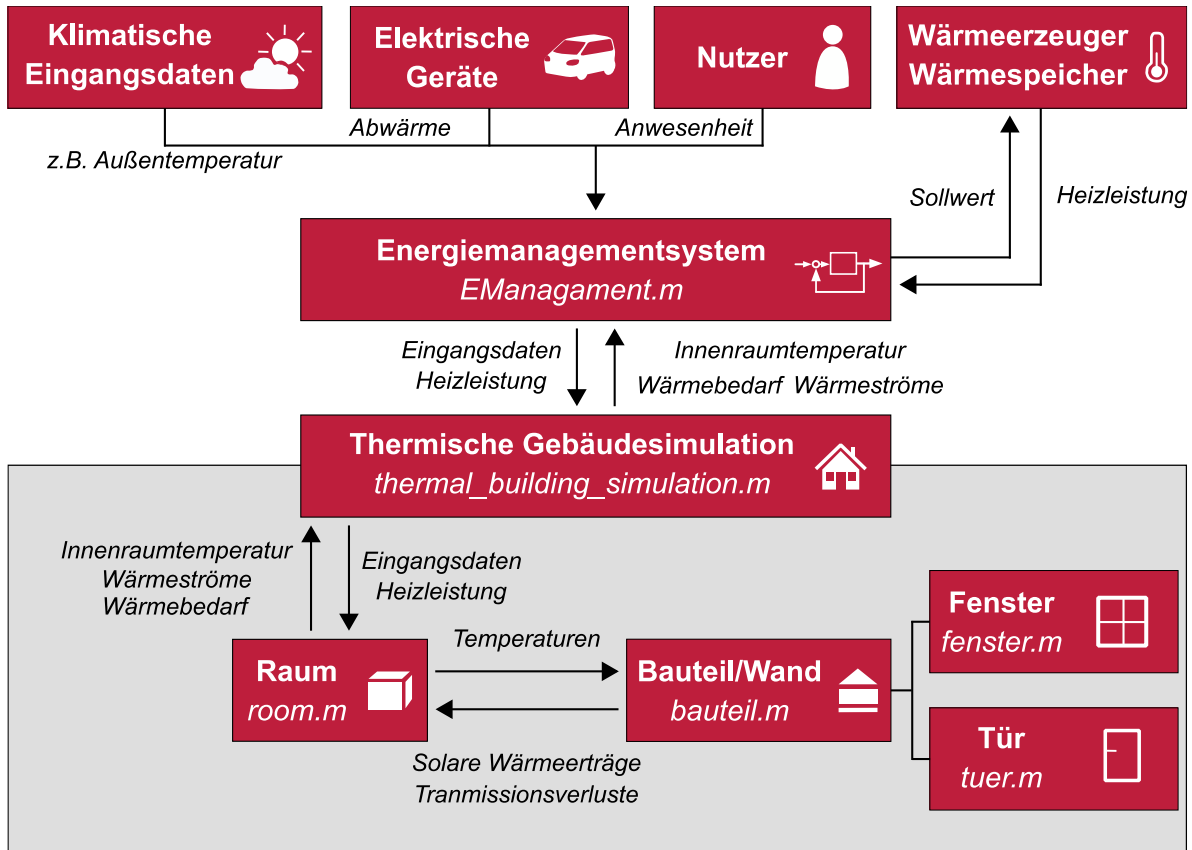 Klimatische
Eingangsdaten
Elektrische
Geräte
Nutzer
Wärmeerzeuger
Wärmespeicher
Abwärme
Anwesenheit
z.B. Außentemperatur
Sollwert
Heizleistung
Energiemanagementsystem
EManagament.m
Eingangsdaten
Heizleistung
Innenraumtemperatur
Wärmebedarf Wärmeströme
Thermische Gebäudesimulation
thermal_building_simulation.m
Innenraumtemperatur
Wärmeströme
Wärmebedarf
Eingangsdaten
Heizleistung
Raum
room.m
Temperaturen
Bauteil/Wand
bauteil.m
Solare Wärmeerträge
Tranmissionsverluste
Fenster
fenster.m
Tür
tuer.m